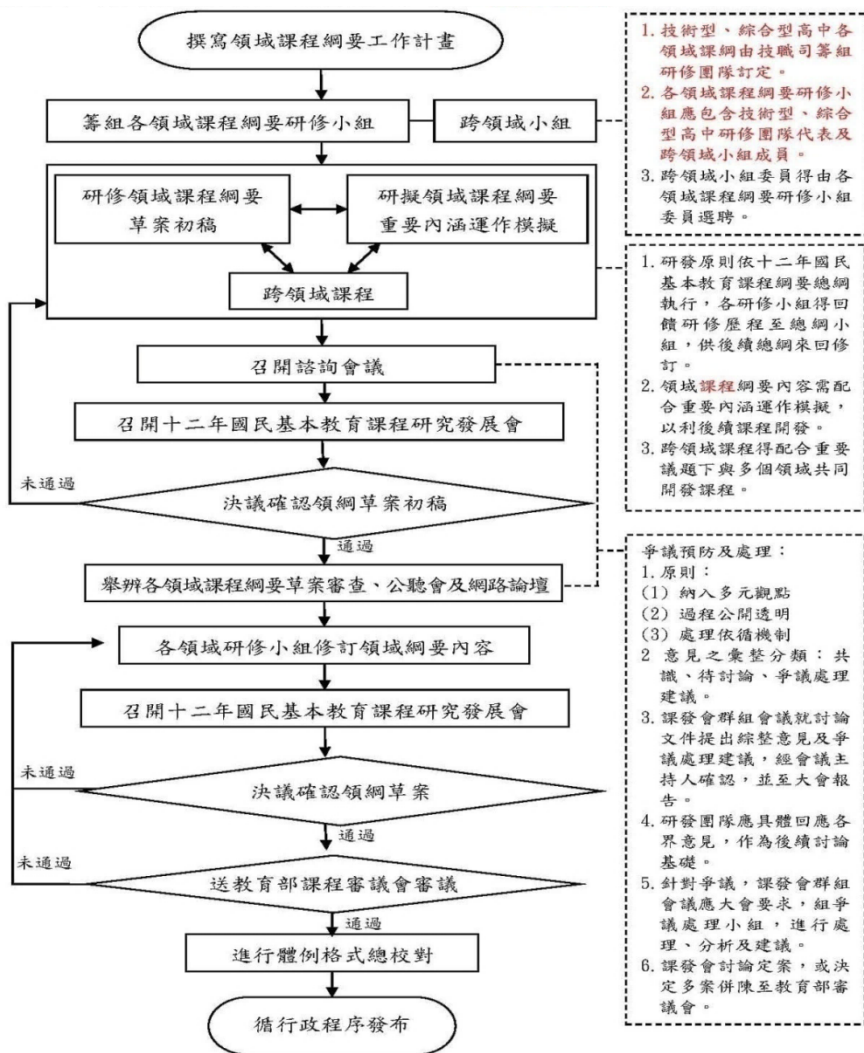 撰寫領域課程綱要工作計畫
籌組各領域課程綱要研修小組
跨領域小組
研修領域課程綱要
草案初稿
研擬領域課程綱要
重要內涵運作模擬
跨領域課程
召開諮詢會議
召開十二年國民基本教育課程研究發展會
未通過
決議確認領綱草案初稿
通過
舉辦各領域課程綱要草案審查、公聽會及網路論壇
各領域研修小組修訂領域綱要內容
召開十二年國民基本教育課程研究發展會
未通過
決議確認領綱草案
通過
未通過
送教育部課程審議會審議
通過
進行體例格式總校對
循行政程序發布
1. 技術型、綜合型高中各
領域課綱由技職司籌組
研修團隊訂定。
2. 各領域課程綱要研修小
組應包含技術型、綜合
型高中研修團隊代表及
跨領域小組成員。
3. 跨領域小組委員得由各
領域課程綱要研修小組
委員選聘。
1. 研發原則依十二年國民
基本教育課程綱要總綱
執行，各研修小組得回
饋研修歷程至總綱小
組，供後續總綱來回修
訂。
2. 領域課程綱要內容需配
合重要內涵運作模擬，
以利後續課程開發。
3. 跨領域課程得配合重要
議題下與多個領域共同
開發課程。
爭議預防及處理：
1. 原則：
(1) 納入多元觀點
(2) 過程公開透明
(3) 處理依循機制
2 意見之彙整分類：共
識、待討論、爭議處理
建議。
3. 課發會群組會議就討論
文件提出綜整意見及爭
議處理建議，經會議主
持人確認，並至大會報
告。
4. 研發團隊應具體回應各
界意見，作為後續討論
基礎。
5. 針對爭議，課發會群組
會議應大會要求，組爭
議處理小組，進行處
理、分析及建議。
6. 課發會討論定案，或決
定多案併陳至教育部審
議會。